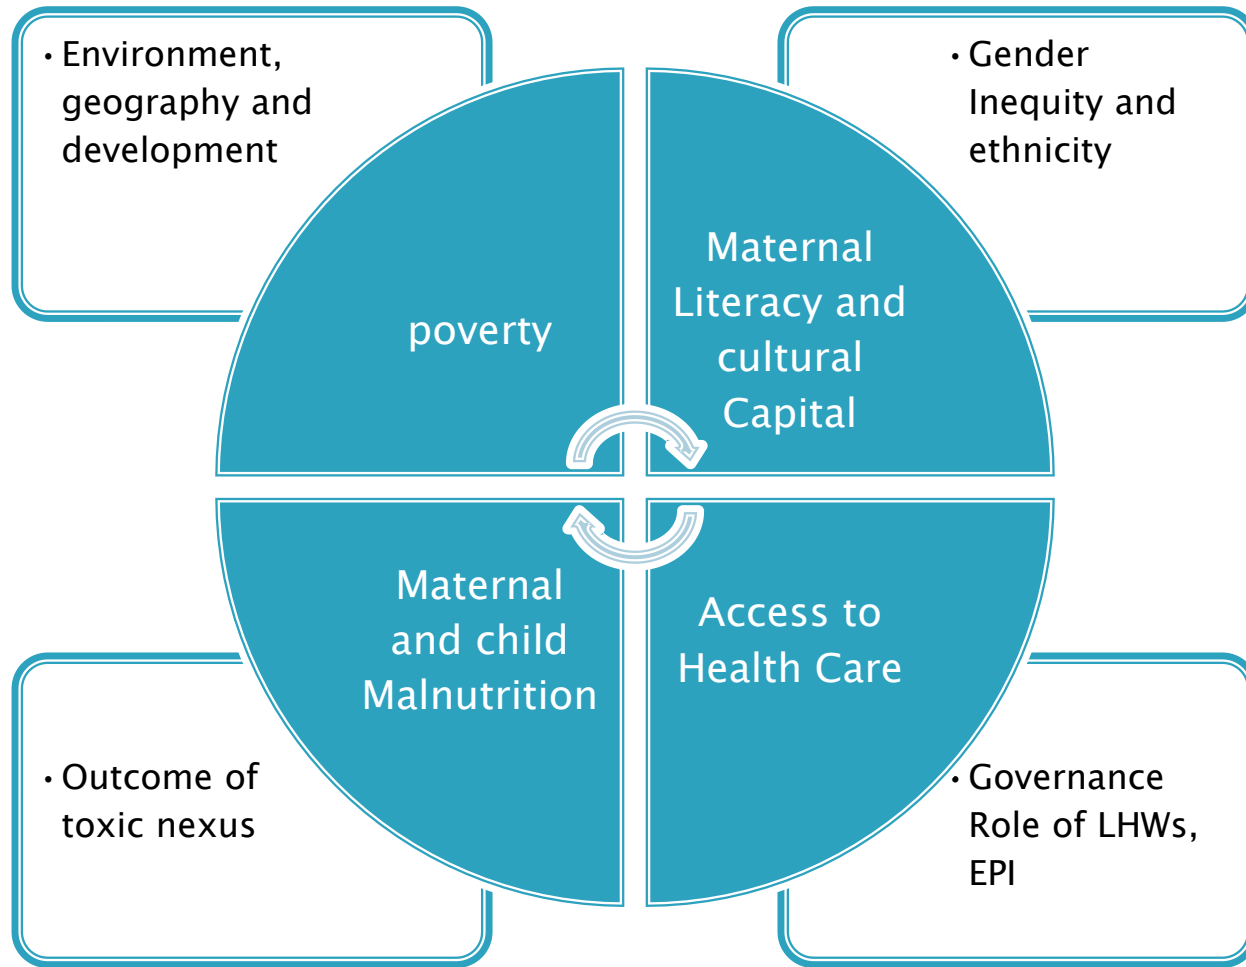 • Environment,
geography and
development
• Gender
Inequity and
ethnicity
poverty
Maternal
Literacy and
cultural
Capital
Maternal
and child
Malnutrition
Access to
Health Care
• Outcome of
toxic nexus
• Governance
Role of LHWs,
EPI